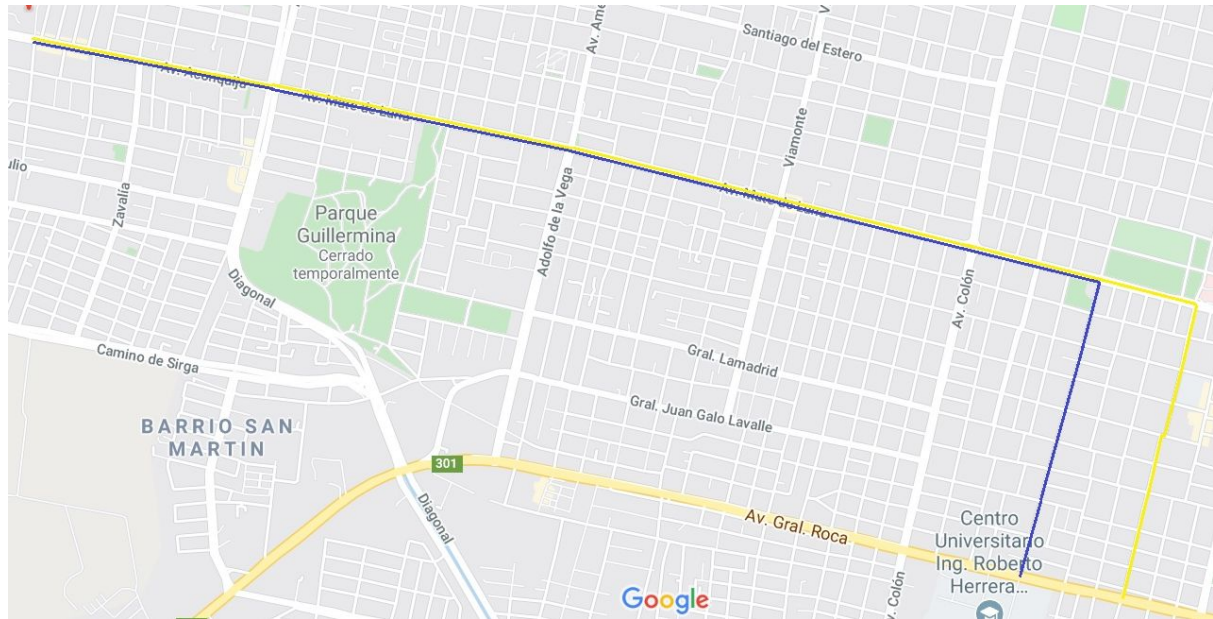 Santiago del Estero
Av. Ame
V
Av. Aconquija
Av. Mate de Luna
Viamonte
ulio
Zavalía
Parque
Guillermina
Cerrado
temporalmente
Adolfo de la Vega
Av. Mate de Luna
Diagonal
Av. Colón
Camino de Sirga
Gral. Lamadrid
Gral. Juan Galo Lavalle
BARRIO SAN
MARTIN
301
Diagonal
Av. Gral. Roca
Centro
Universitario
Ing. Roberto
Herrera...
Av. Colón
Google